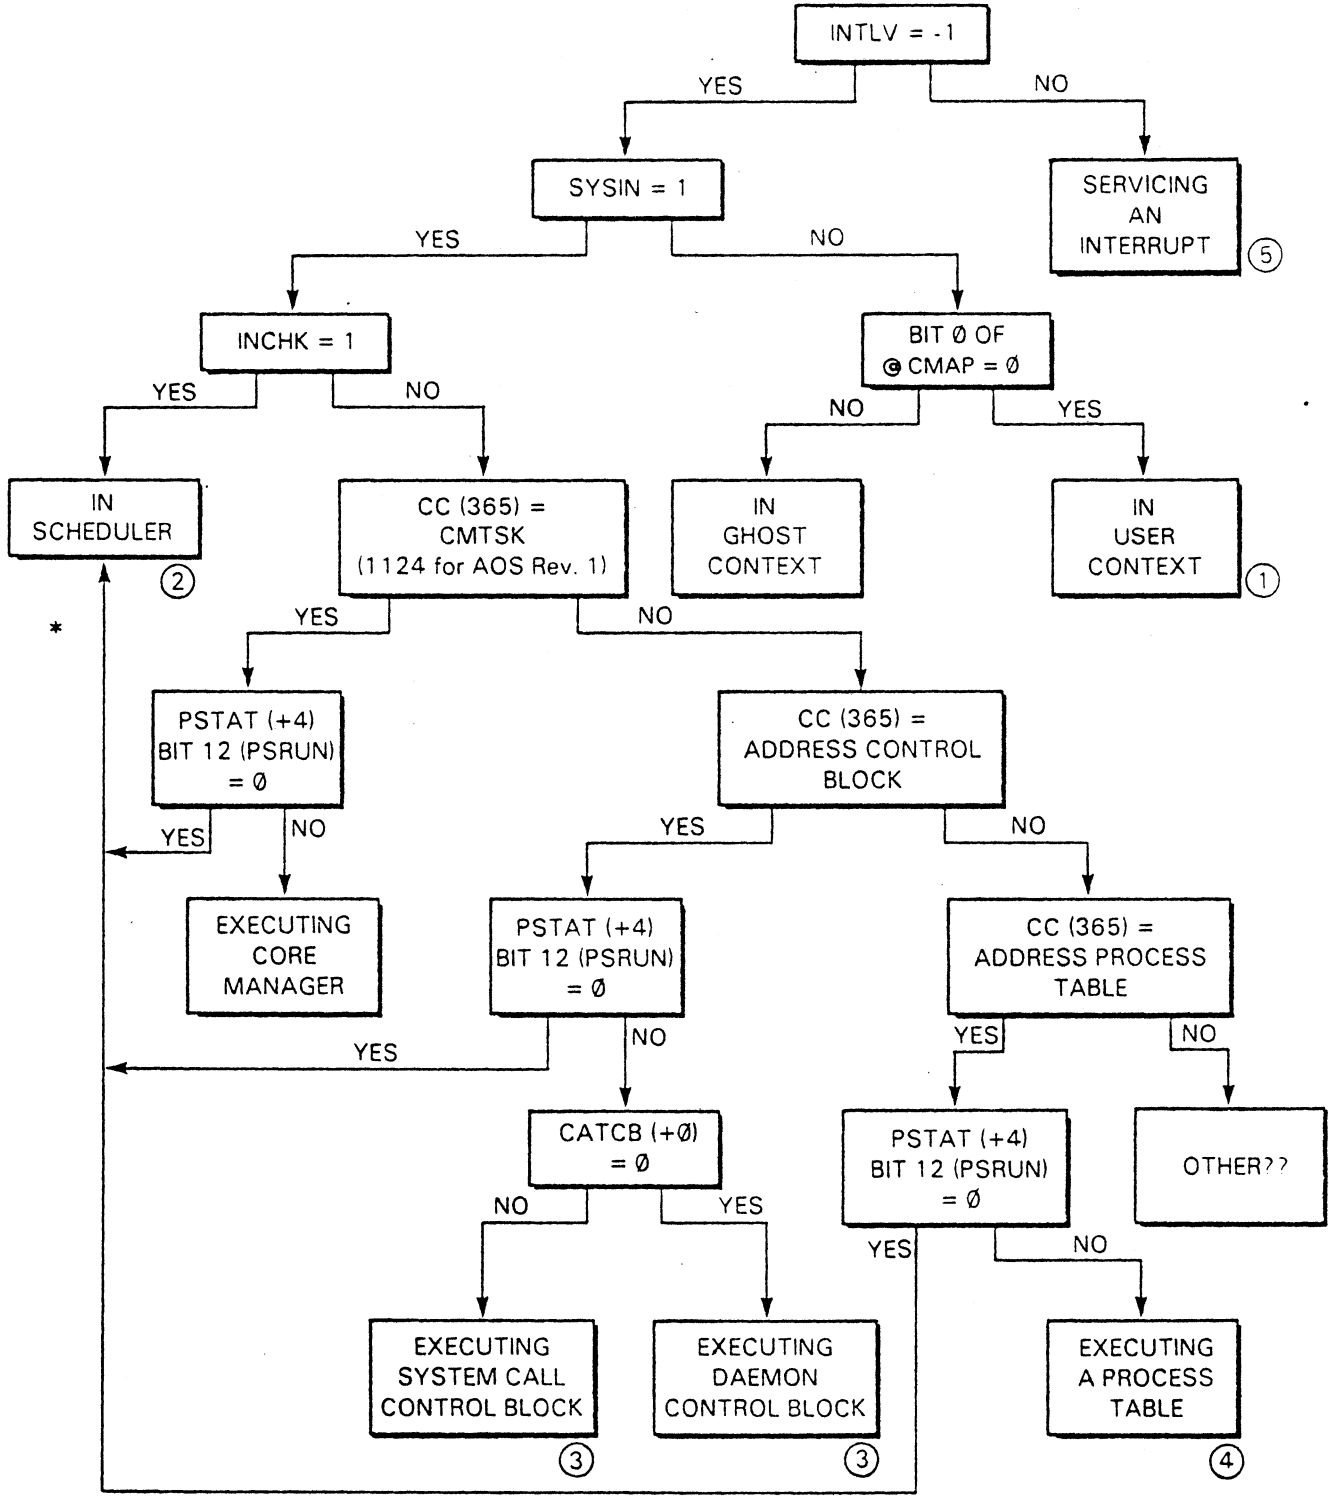 INTLV = -1
YES
NO
SYSIN = 1
SERVICING
AN
INTERRUPT
5
YES
NO
INCHK = 1
BIT Ø OF
@ CMAP = Ø
YES
NO
NO
YES
IN
SCHEDULER
2
CC (365) =
CMTSK
(1124 for AOS Rev. 1)
IN
GHOST
CONTEXT
IN
USER
CONTEXT
1
*
YES
NO
PSTAT (+4)
BIT 12 (PSRUN)
= Ø
CC (365) =
ADDRESS CONTROL
BLOCK
YES
NO
YES
NO
EXECUTING
CORE
MANAGER
PSTAT (+4)
BIT 12 (PSRUN)
= Ø
CC (365) =
ADDRESS PROCESS
TABLE
YES
NO
YES
NO
CATCB (+Ø)
= Ø
PSTAT (+4)
BIT 12 (PSRUN)
= Ø
OTHER??
NO
YES
YES
NO
EXECUTING
SYSTEM CALL
CONTROL BLOCK
3
EXECUTING
DAEMON
CONTROL BLOCK
3
EXECUTING
A PROCESS
TABLE
4